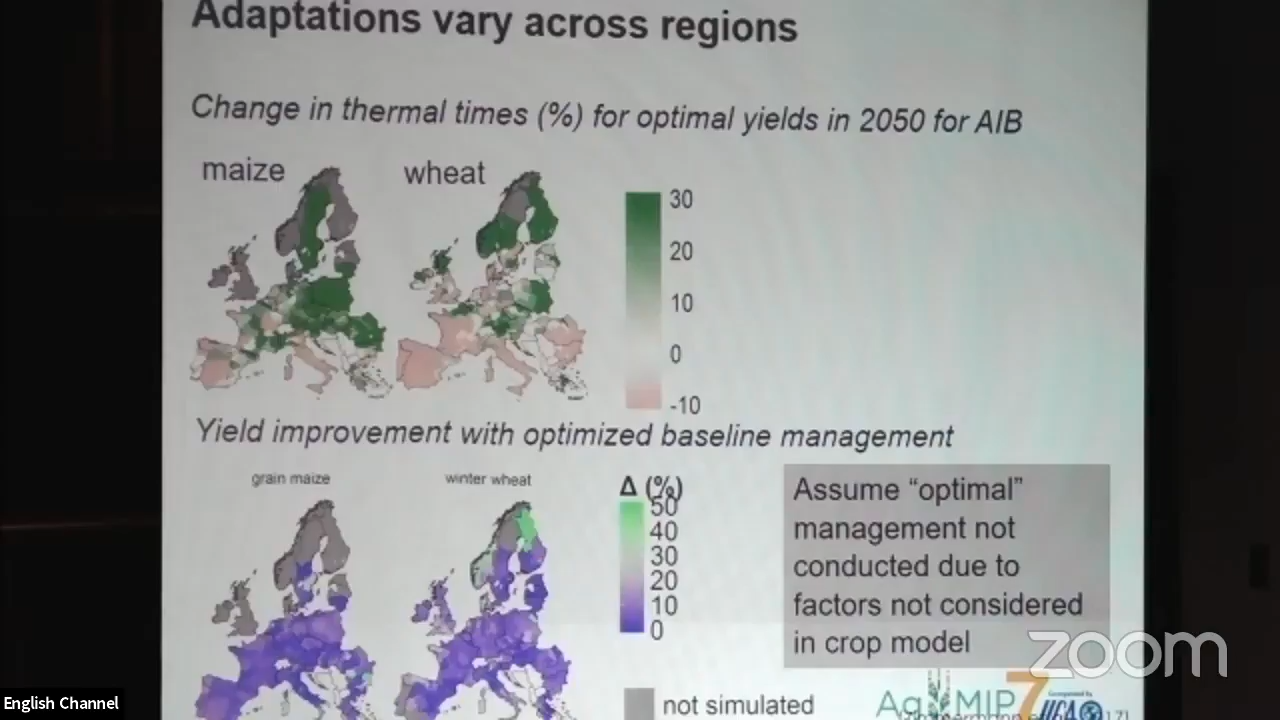 Adaptations vary across regions
Change in thermal times (%) for optimal yields in 2050 for AIB
maize
wheat
30
20
10
0
-10
Yield improvement with optimized baseline management
grain maize
winter wheat
Δ (%)
50
40
30
20
10
0
Assume “optimal”
management not
conducted due to
factors not considered
in crop model
not simulated
AgMIP
7
IICA
zoom
English Channel